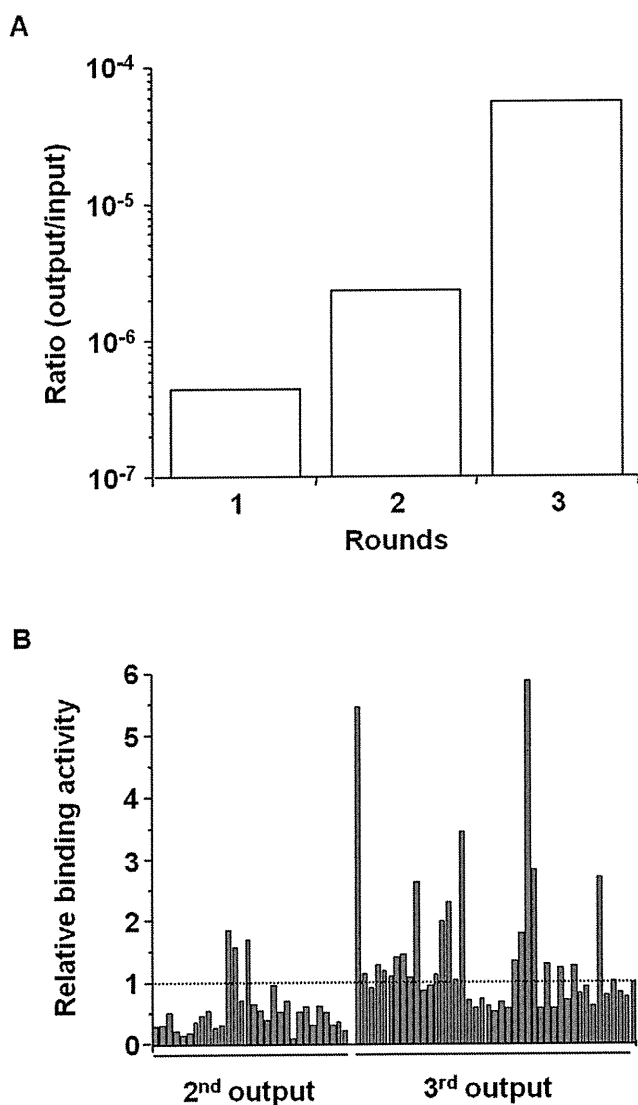 A
10⁻⁴
10⁻⁵
10⁻⁶
10⁻⁷
Ratio (output/input)
1 2 3
Rounds
B
6
5
4
3
2
1
0
Relative binding activity
2nd output 3rd output